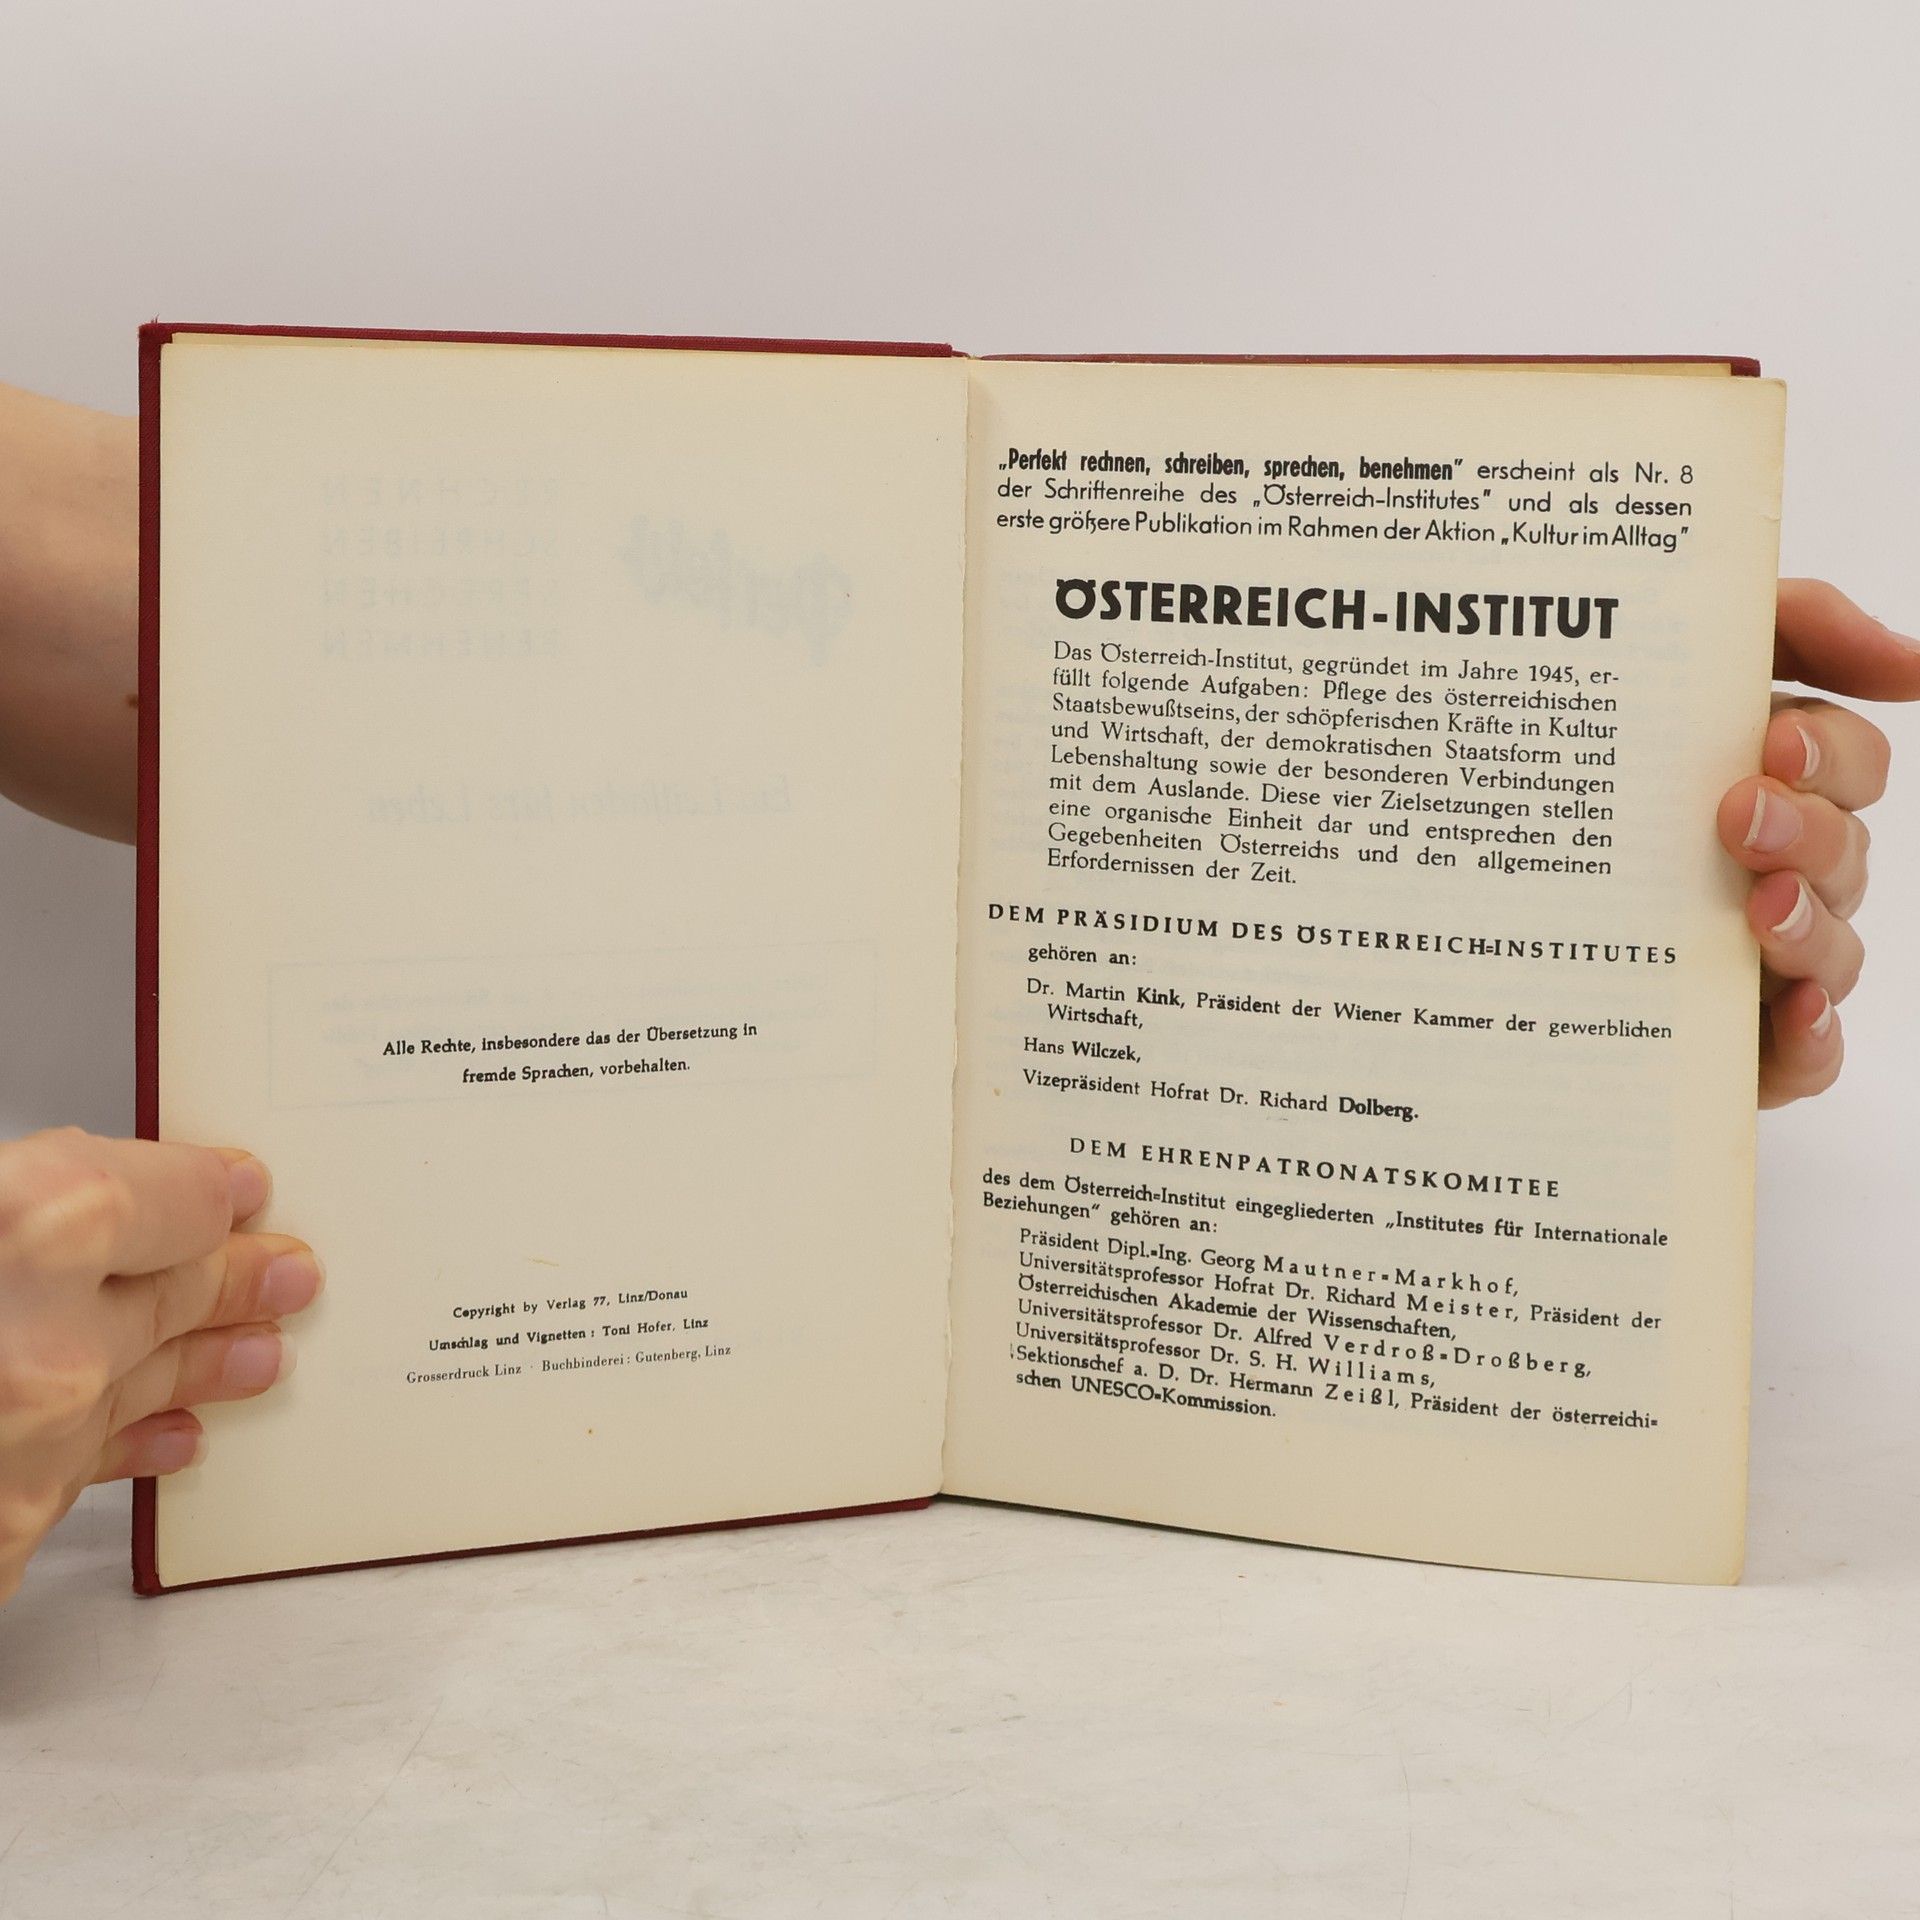 Alle Rechte, insbesondere das der Übersetzung in
fremde Sprachen, vorbehalten.
Copyright by Verlag 77, Linz/Donau
Umschlag und Vignetten : Toni Hofer, Linz
Grosserdruck Linz · Buchbinderei : Gutenberg, Linz
„Perfekt rechnen, schreiben, sprechen, benehmen" erscheint als Nr. 8
der Schriftenreihe des „Österreich-Institutes" und als dessen
erste größere Publikation im Rahmen der Aktion „Kultur im Alltag"
ÖSTERREICH-INSTITUT
Das Österreich-Institut, gegründet im Jahre 1945, er-
füllt folgende Aufgaben: Pflege des österreichischen
Staatsbewußtseins, der schöpferischen Kräfte in Kultur
und Wirtschaft, der demokratischen Staatsform und
Lebenshaltung sowie der besonderen Verbindungen
mit dem Auslande. Diese vier Zielsetzungen stellen
eine organische Einheit dar und entsprechen den
Gegebenheiten Österreichs und den allgemeinen
Erfordernissen der Zeit.
DEM PRÄSIDIUM DES ÖSTERREICH=INSTITUTES
gehören an:
Dr. Martin Kink, Präsident der Wiener Kammer der gewerblichen
Wirtschaft,
Hans Wilczek,
Vizepräsident Hofrat Dr. Richard Dolberg.
DEM EHRENPATRONATSKOMITEE
des dem Österreich=Institut eingegliederten „Institutes für Internationale
Beziehungen" gehören an:
Präsident Dipl.=Ing. Georg Mautner=Markhof,
Universitätsprofessor Hofrat Dr. Richard Meister, Präsident der
Österreichischen Akademie der Wissenschaften,
Universitätsprofessor Dr. Alfred Verdroß=Droßberg,
Universitätsprofessor Dr. S. H. Williams,
Sektionschef a. D. Dr. Hermann Zeißl, Präsident der österreichi=
schen UNESCO=Kommission.